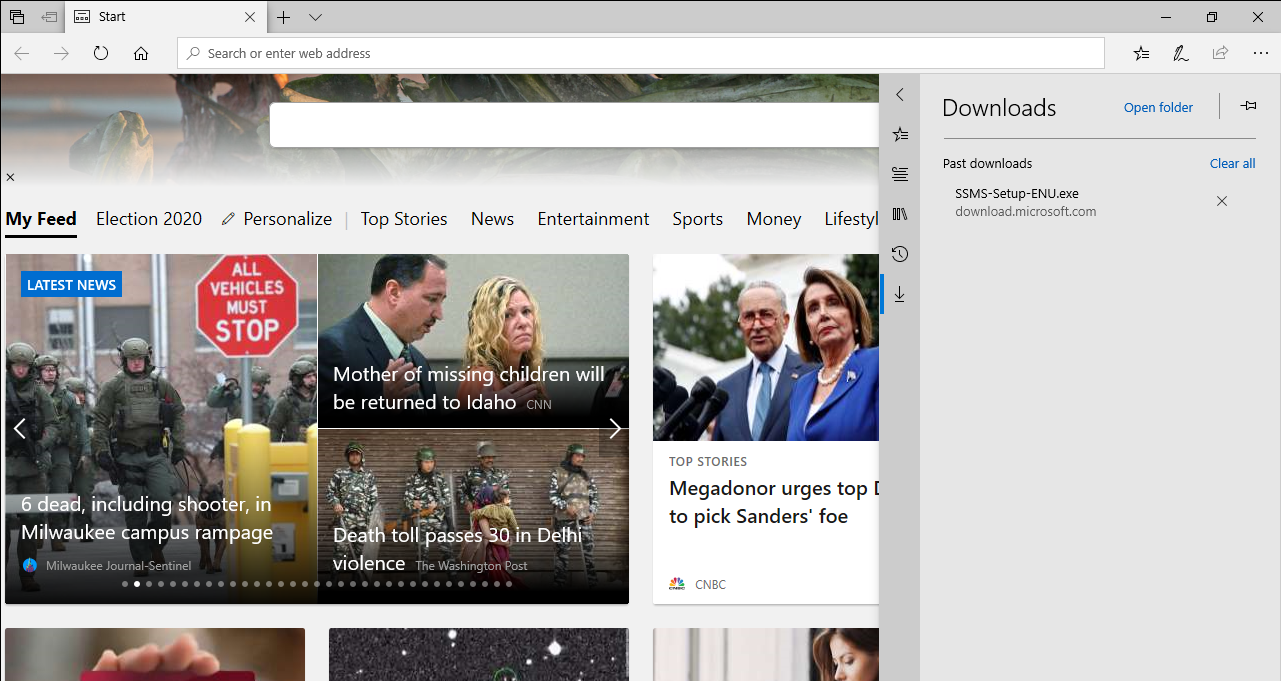 Start
Search or enter web address
Downloads
Open folder
Past downloads
Clear all
SSMS-Setup-ENU.exe
download.microsoft.com
My Feed
Election 2020
Personalize
Top Stories
News
Entertainment
Sports
Money
Lifestyl
LATEST NEWS
ALL
VEHICLES
MUST
STOP
6 dead, including shooter, in
Milwaukee campus rampage
Milwaukee Journal-Sentinel
Mother of missing children will
be returned to Idaho CNN
Death toll passes 30 in Delhi
violence The Washington Post
TOP STORIES
Megadonor urges top D
to pick Sanders' foe
CNBC